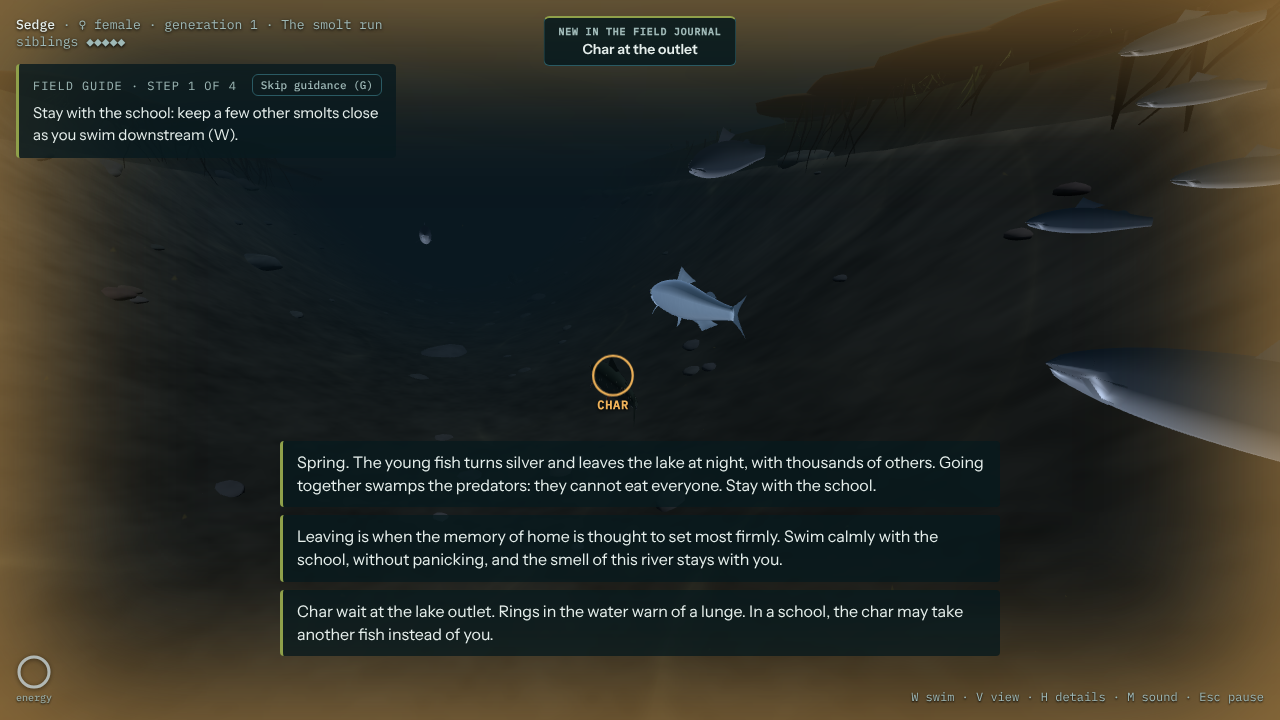 Sedge · ♀ female · generation 1 · The smolt run
siblings ◆◆◆◆◆
NEW IN THE FIELD JOURNAL
Char at the outlet
FIELD GUIDE · STEP 1 OF 4
Skip guidance (G)
Stay with the school: keep a few other smolts close
as you swim downstream (W).
CHAR
Spring. The young fish turns silver and leaves the lake at night, with thousands of others. Going
together swamps the predators: they cannot eat everyone. Stay with the school.
Leaving is when the memory of home is thought to set most firmly. Swim calmly with the
school, without panicking, and the smell of this river stays with you.
Char wait at the lake outlet. Rings in the water warn of a lunge. In a school, the char may take
another fish instead of you.
energy
W swim · V view · H details · M sound · Esc pause